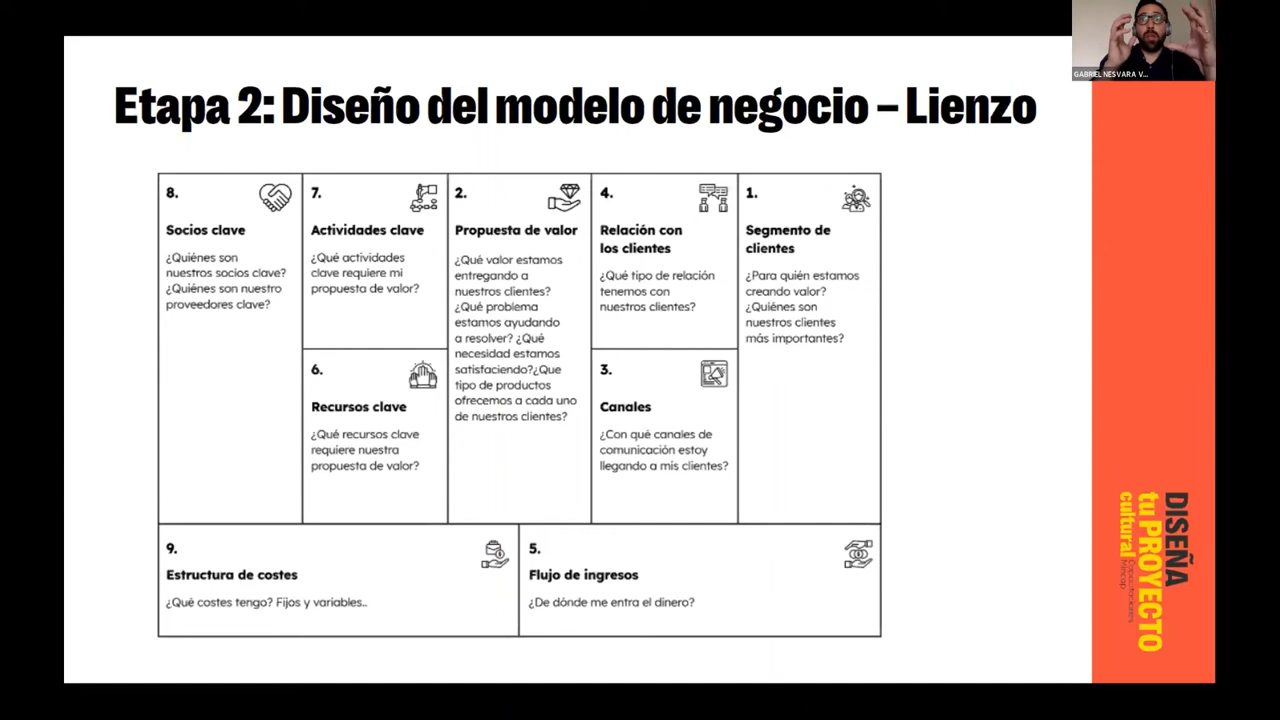 GABRIEL NESVARA V...
Etapa 2: Diseño del modelo de negocio – Lienzo
8.
Socios clave
¿Quiénes son
nuestros socios clave?
¿Quiénes son nuestro
proveedores clave?
7.
Actividades clave
¿Qué actividades
clave requiere mi
propuesta de valor?
6.
Recursos clave
¿Qué recursos clave
requiere nuestra
propuesta de valor?
2.
Propuesta de valor
¿Qué valor estamos
entregando a
nuestros clientes?
¿Qué problema
estamos ayudando
a resolver? ¿Qué
necesidad estamos
satisfaciendo?¿Que
tipo de productos
ofrecemos a cada uno
de nuestros clientes?
4.
Relación con
los clientes
¿Qué tipo de relación
tenemos con
nuestros clientes?
3.
Canales
¿Con qué canales de
comunicación estoy
llegando a mis clientes?
1.
Segmento de
clientes
¿Para quién estamos
creando valor?
¿Quiénes son
nuestros clientes
más importantes?
9.
Estructura de costes
¿Qué costes tengo? Fijos y variables..
5.
Flujo de ingresos
¿De dónde me entra el dinero?
DISEÑA
tu PROYECTO
cultural
Capacitaciones
Mincap